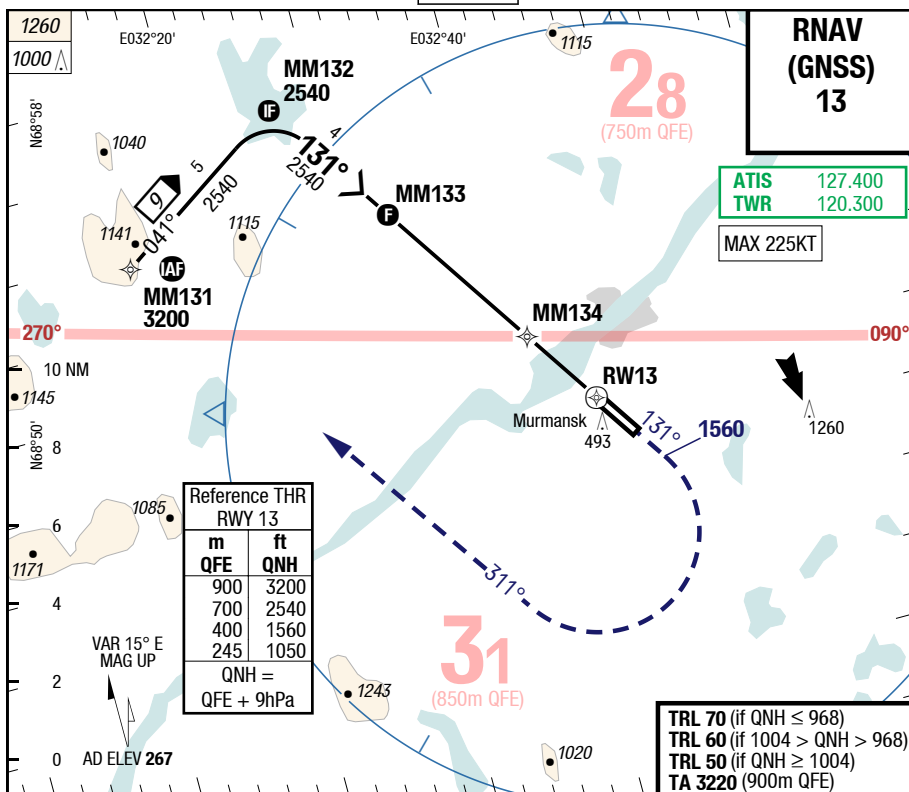 1260
1000
E032°20'
E032°40'
1115
28
(750m QFE)
RNAV
(GNSS)
13
MM132
2540
IF
N68°58'
1040
4
131°
2540
5
2540
9
041°
ATIS 127.400
TWR 120.300
MAX 225KT
F MM133
1141
1115
IAF
MM131
3200
MM134
270°
090°
10 NM
RW13
1145
Murmansk
493
131°
1560
1260
N68°50'
8
1085
6
1171
Reference THR
RWY 13
m ft
QFE QNH
900 3200
700 2540
400 1560
245 1050
QNH =
QFE + 9hPa
311°
4
31
(850m QFE)
VAR 15° E
MAG UP
2
1243
AD ELEV 267
0
1020
TRL 70 (if QNH ≤ 968)
TRL 60 (if 1004 > QNH > 968)
TRL 50 (if QNH ≥ 1004)
TA 3220 (900m QFE)